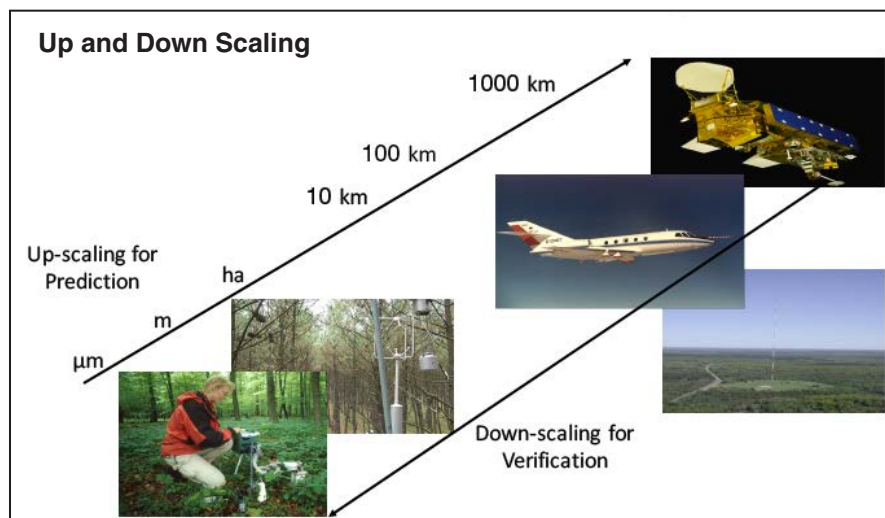 Up and Down Scaling
1000 km
100 km
10 km
ha
m
μm
Up-scaling for
Prediction
Down-scaling for
Verification